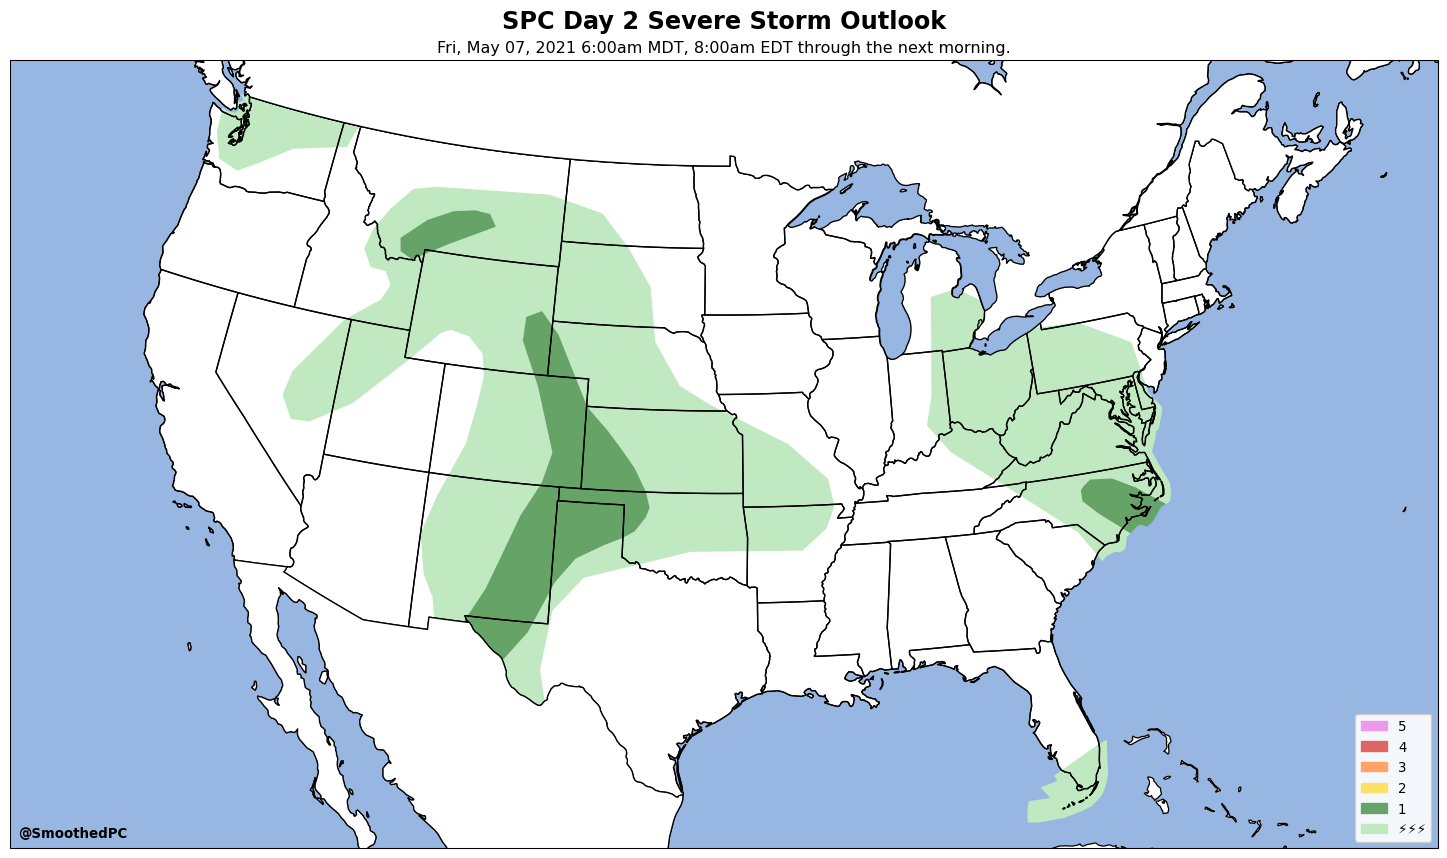 SPC Day 2 Severe Storm Outlook
Fri, May 07, 2021 6:00am MDT, 8:00am EDT through the next morning.
5
4
3
2
1
⚡⚡⚡
@SmoothedPC